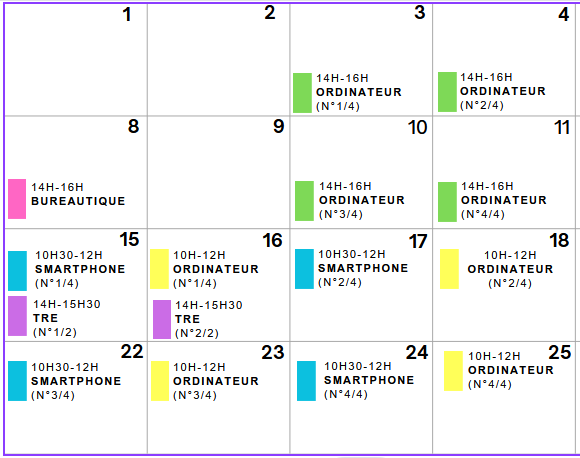 1
2
3
14H-16H
ORDINATEUR
(N°1/4)
4
14H-16H
ORDINATEUR
(N°2/4)
8
14H-16H
BUREAUTIQUE
9
10
14H-16H
ORDINATEUR
(N°3/4)
11
14H-16H
ORDINATEUR
(N°4/4)
15
10H30-12H
SMARTPHONE
(N°1/4)
14H-15H30
TRE
(N°1/2)
16
10H-12H
ORDINATEUR
(N°1/4)
14H-15H30
TRE
(N°2/2)
17
10H30-12H
SMARTPHONE
(N°2/4)
18
10H-12H
ORDINATEUR
(N°2/4)
22
10H30-12H
SMARTPHONE
(N°3/4)
23
10H-12H
ORDINATEUR
(N°3/4)
24
10H30-12H
SMARTPHONE
(N°4/4)
25
10H-12H
ORDINATEUR
(N°4/4)